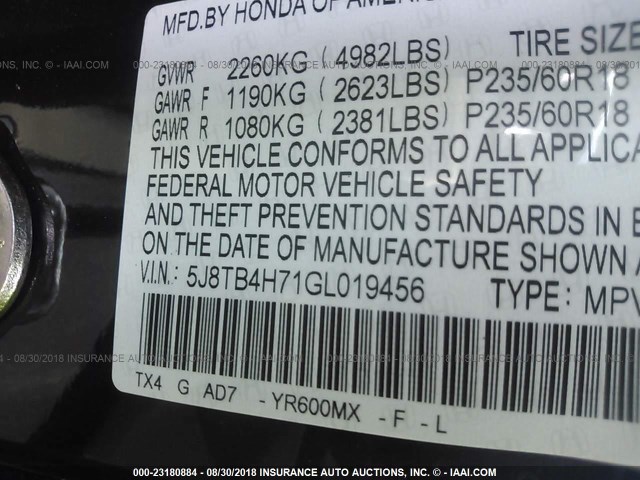 MFD.BY HONDA OF AMERIC
GVWR 2260KG ( 4982LBS) TIRE SIZE
GAWR F 1190KG ( 2623LBS) P235/60R18
GAWR R 1080KG ( 2381LBS) P235/60R18
THIS VEHICLE CONFORMS TO ALL APPLICA
FEDERAL MOTOR VEHICLE SAFETY
AND THEFT PREVENTION STANDARDS IN E
ON THE DATE OF MANUFACTURE SHOWN A
V.I.N.: 5J8TB4H71GL019456 TYPE: MPV
TX4 G AD7 - YR600MX - F - L
000-23180884 - 08/30/2018 INSURANCE AUTO AUCTIONS, INC. - © IAAI.COM